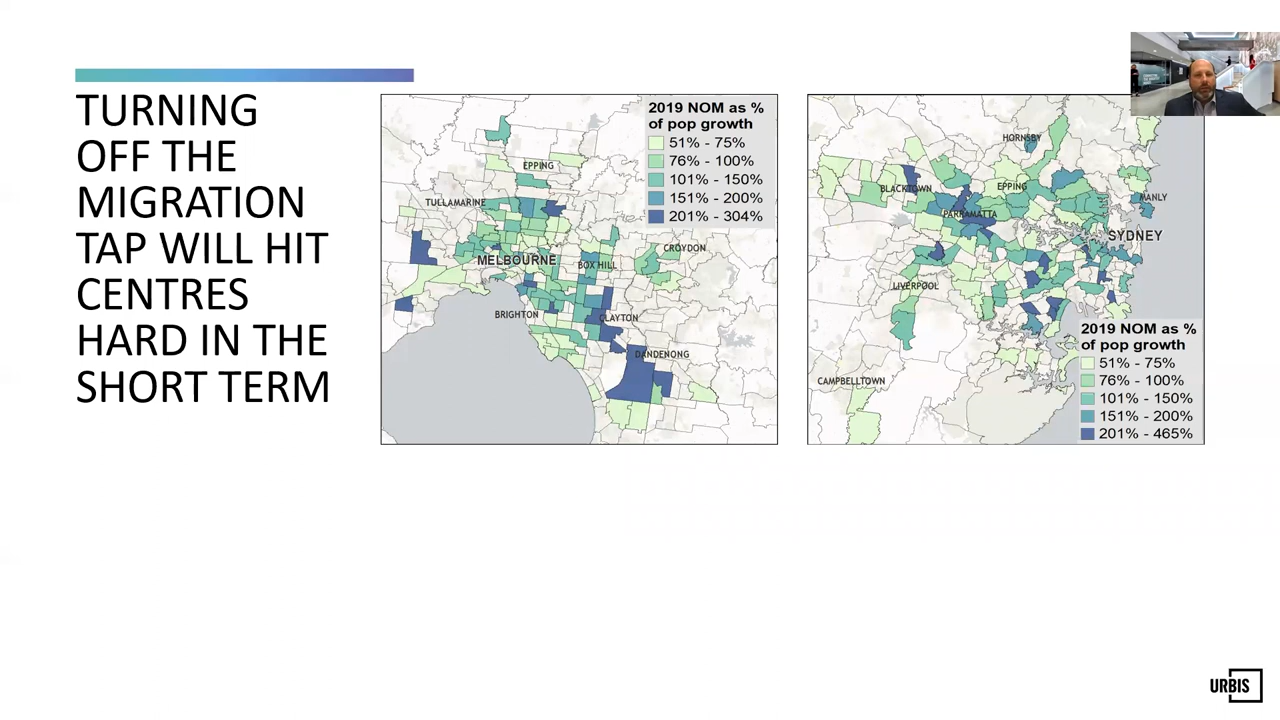 TURNING
OFF THE
MIGRATION
TAP WILL HIT
CENTRES
HARD IN THE
SHORT TERM
2019 NOM as %
of pop growth
51% - 75%
76% - 100%
101% - 150%
151% - 200%
201% - 304%
EPPING
TULLAMARINE
CROYDON
MELBOURNE
BOX HILL
BRIGHTON
CLAYTON
DANDENONG
HORNSBY
BLACKTOWN
EPPING
MANLY
PARRAMATTA
SYDNEY
LIVERPOOL
CAMPBELLTOWN
2019 NOM as %
of pop growth
51% - 75%
76% - 100%
101% - 150%
151% - 200%
201% - 465%
URBIS